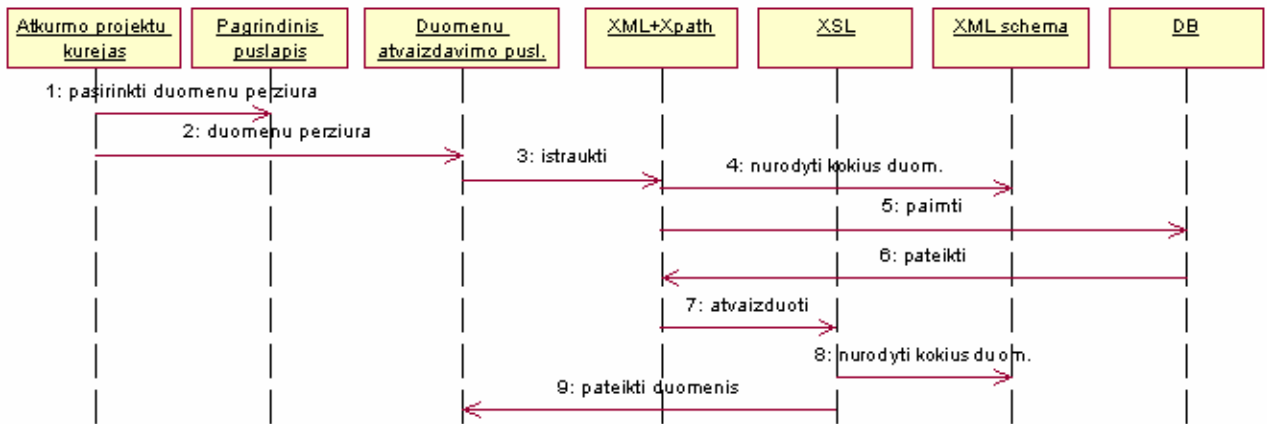 Atkurmo projektu
kurejas
Pagrindinis
puslapis
Duomenu
atvaizdavimo pusl.
XML+Xpath
XSL
XML schema
DB
1: pasirinkti duomenu perziura
2: duomenu perziura
3: istraukti
4: nurodyti kokius duom.
5: paimti
6: pateikti
7: atvaizduoti
8: nurodyti kokius duom.
9: pateikti duomenis